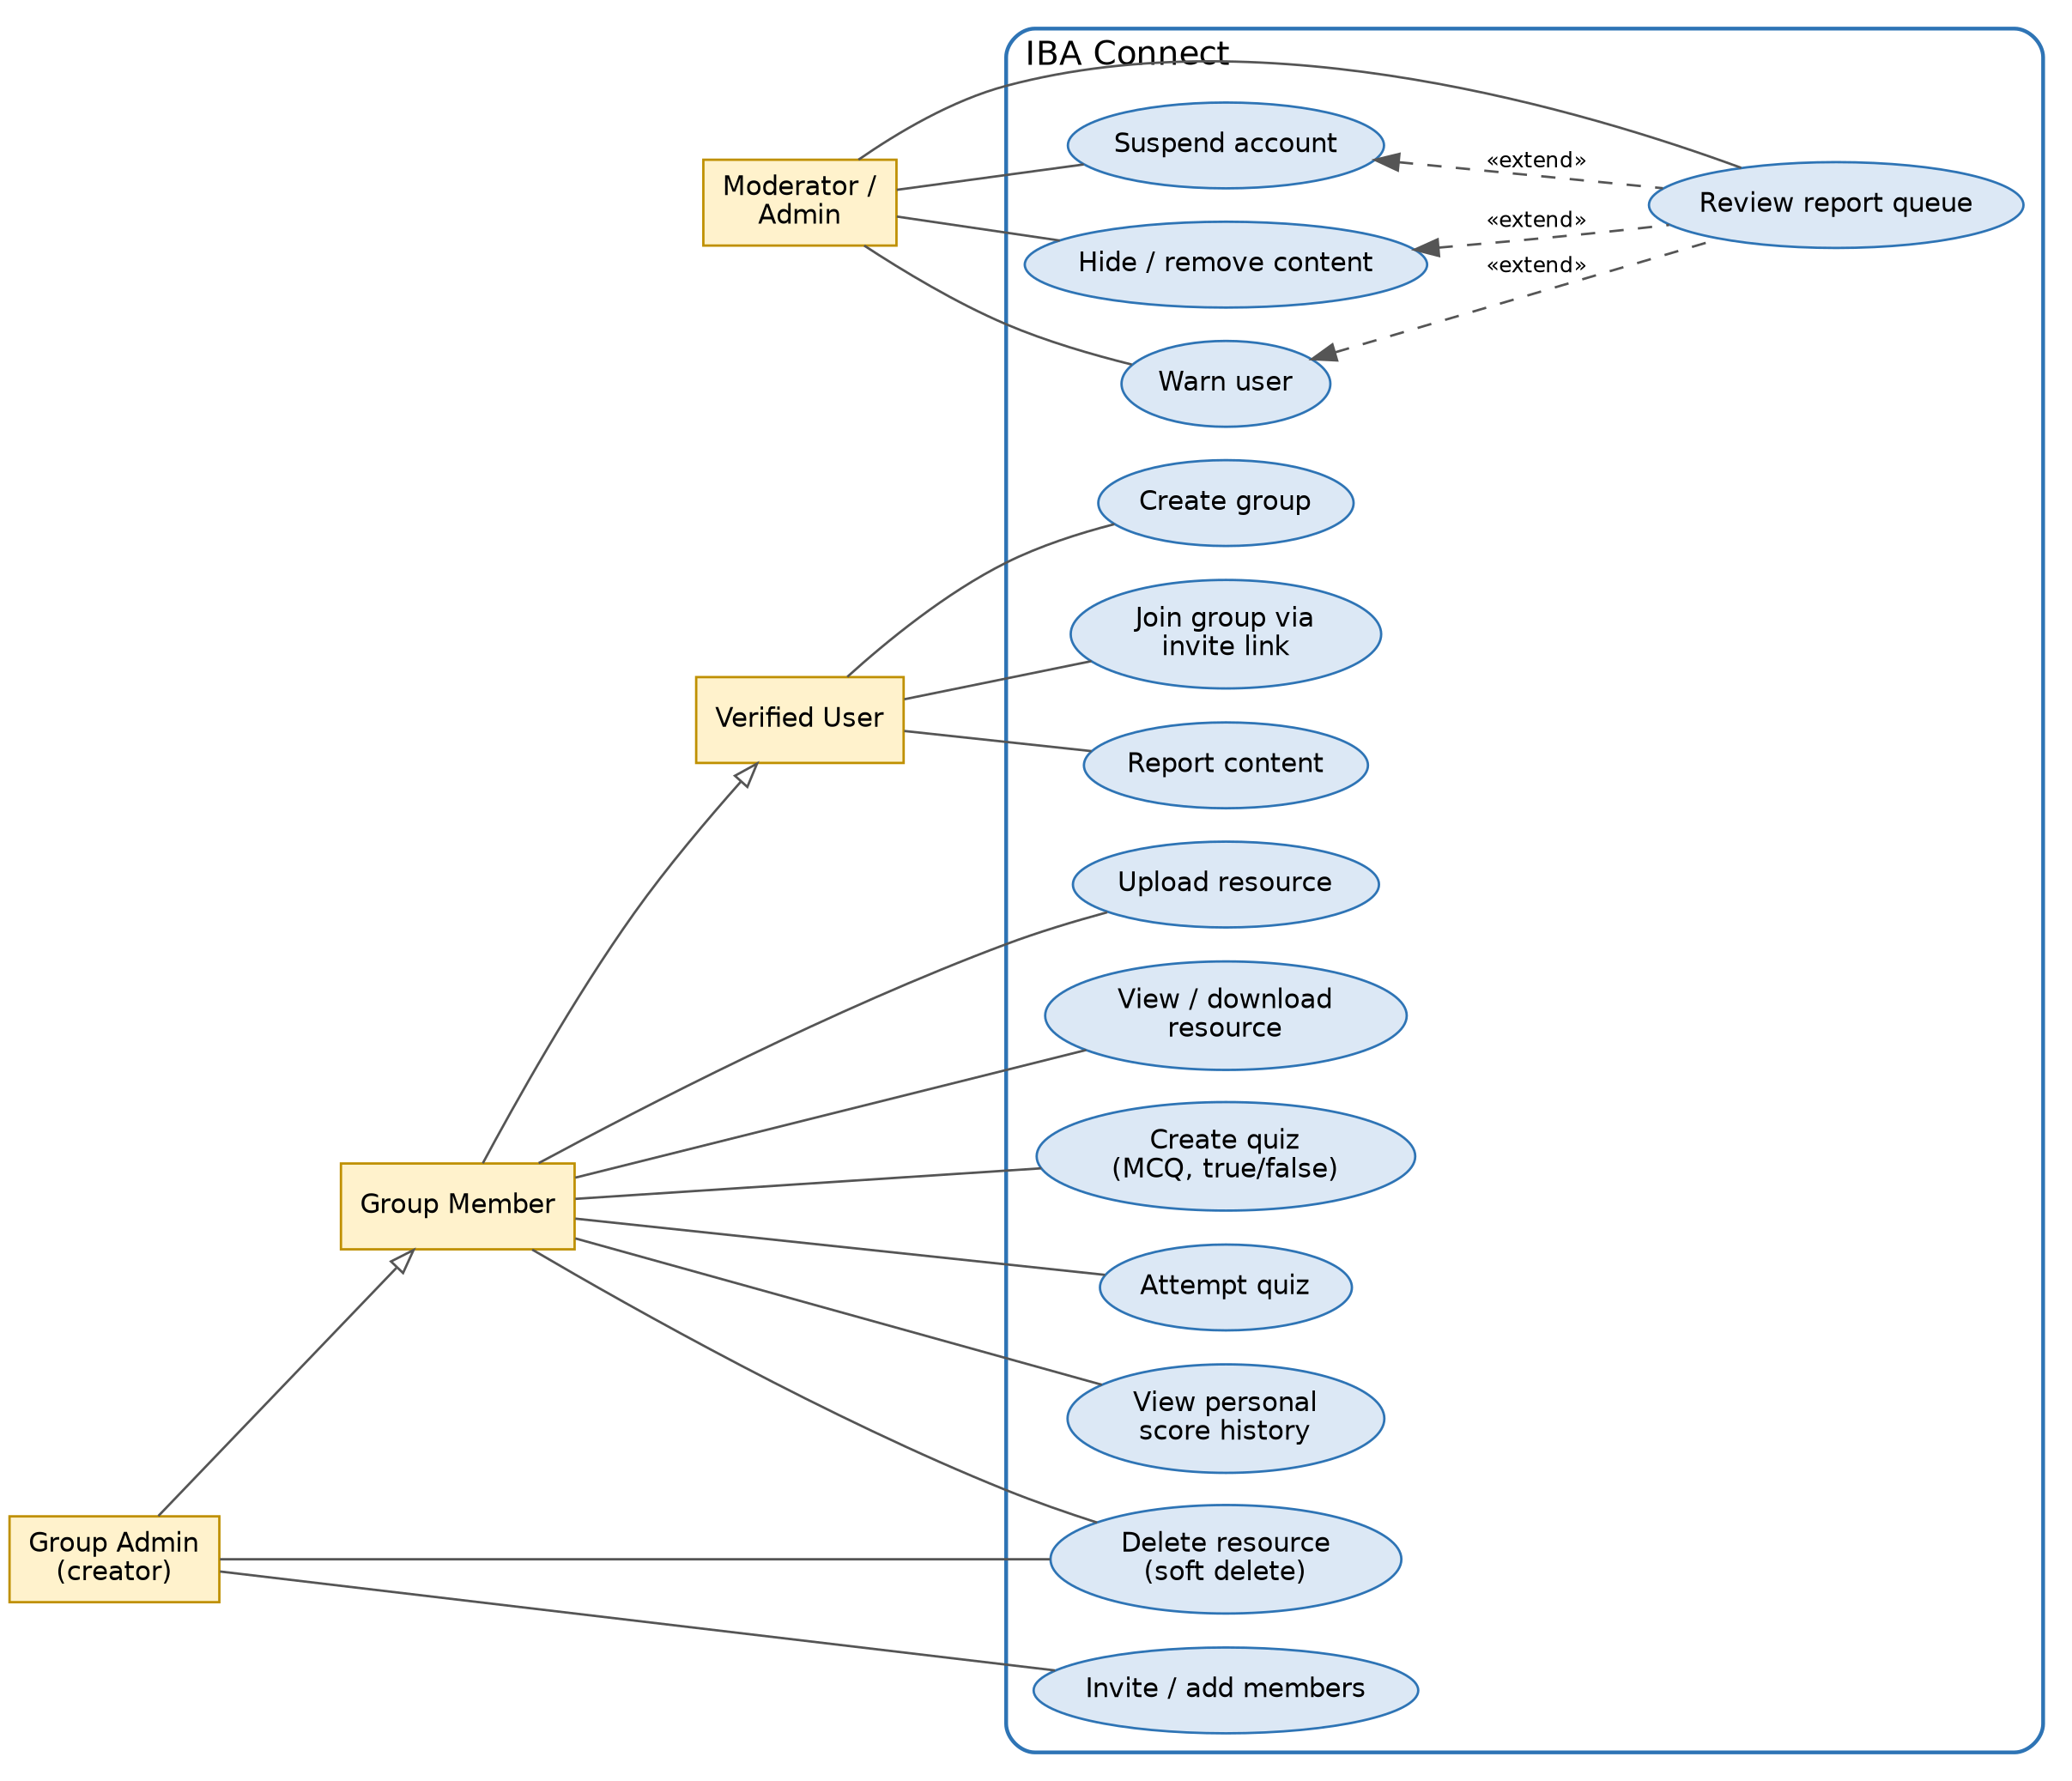 IBA Connect
Suspend account
«extend»
Moderator /
Admin
Review report queue
«extend»
Hide / remove content
«extend»
Warn user
Create group
Join group via
invite link
Verified User
Report content
Upload resource
View / download
resource
Create quiz
(MCQ, true/false)
Group Member
Attempt quiz
View personal
score history
Group Admin
(creator)
Delete resource
(soft delete)
Invite / add members